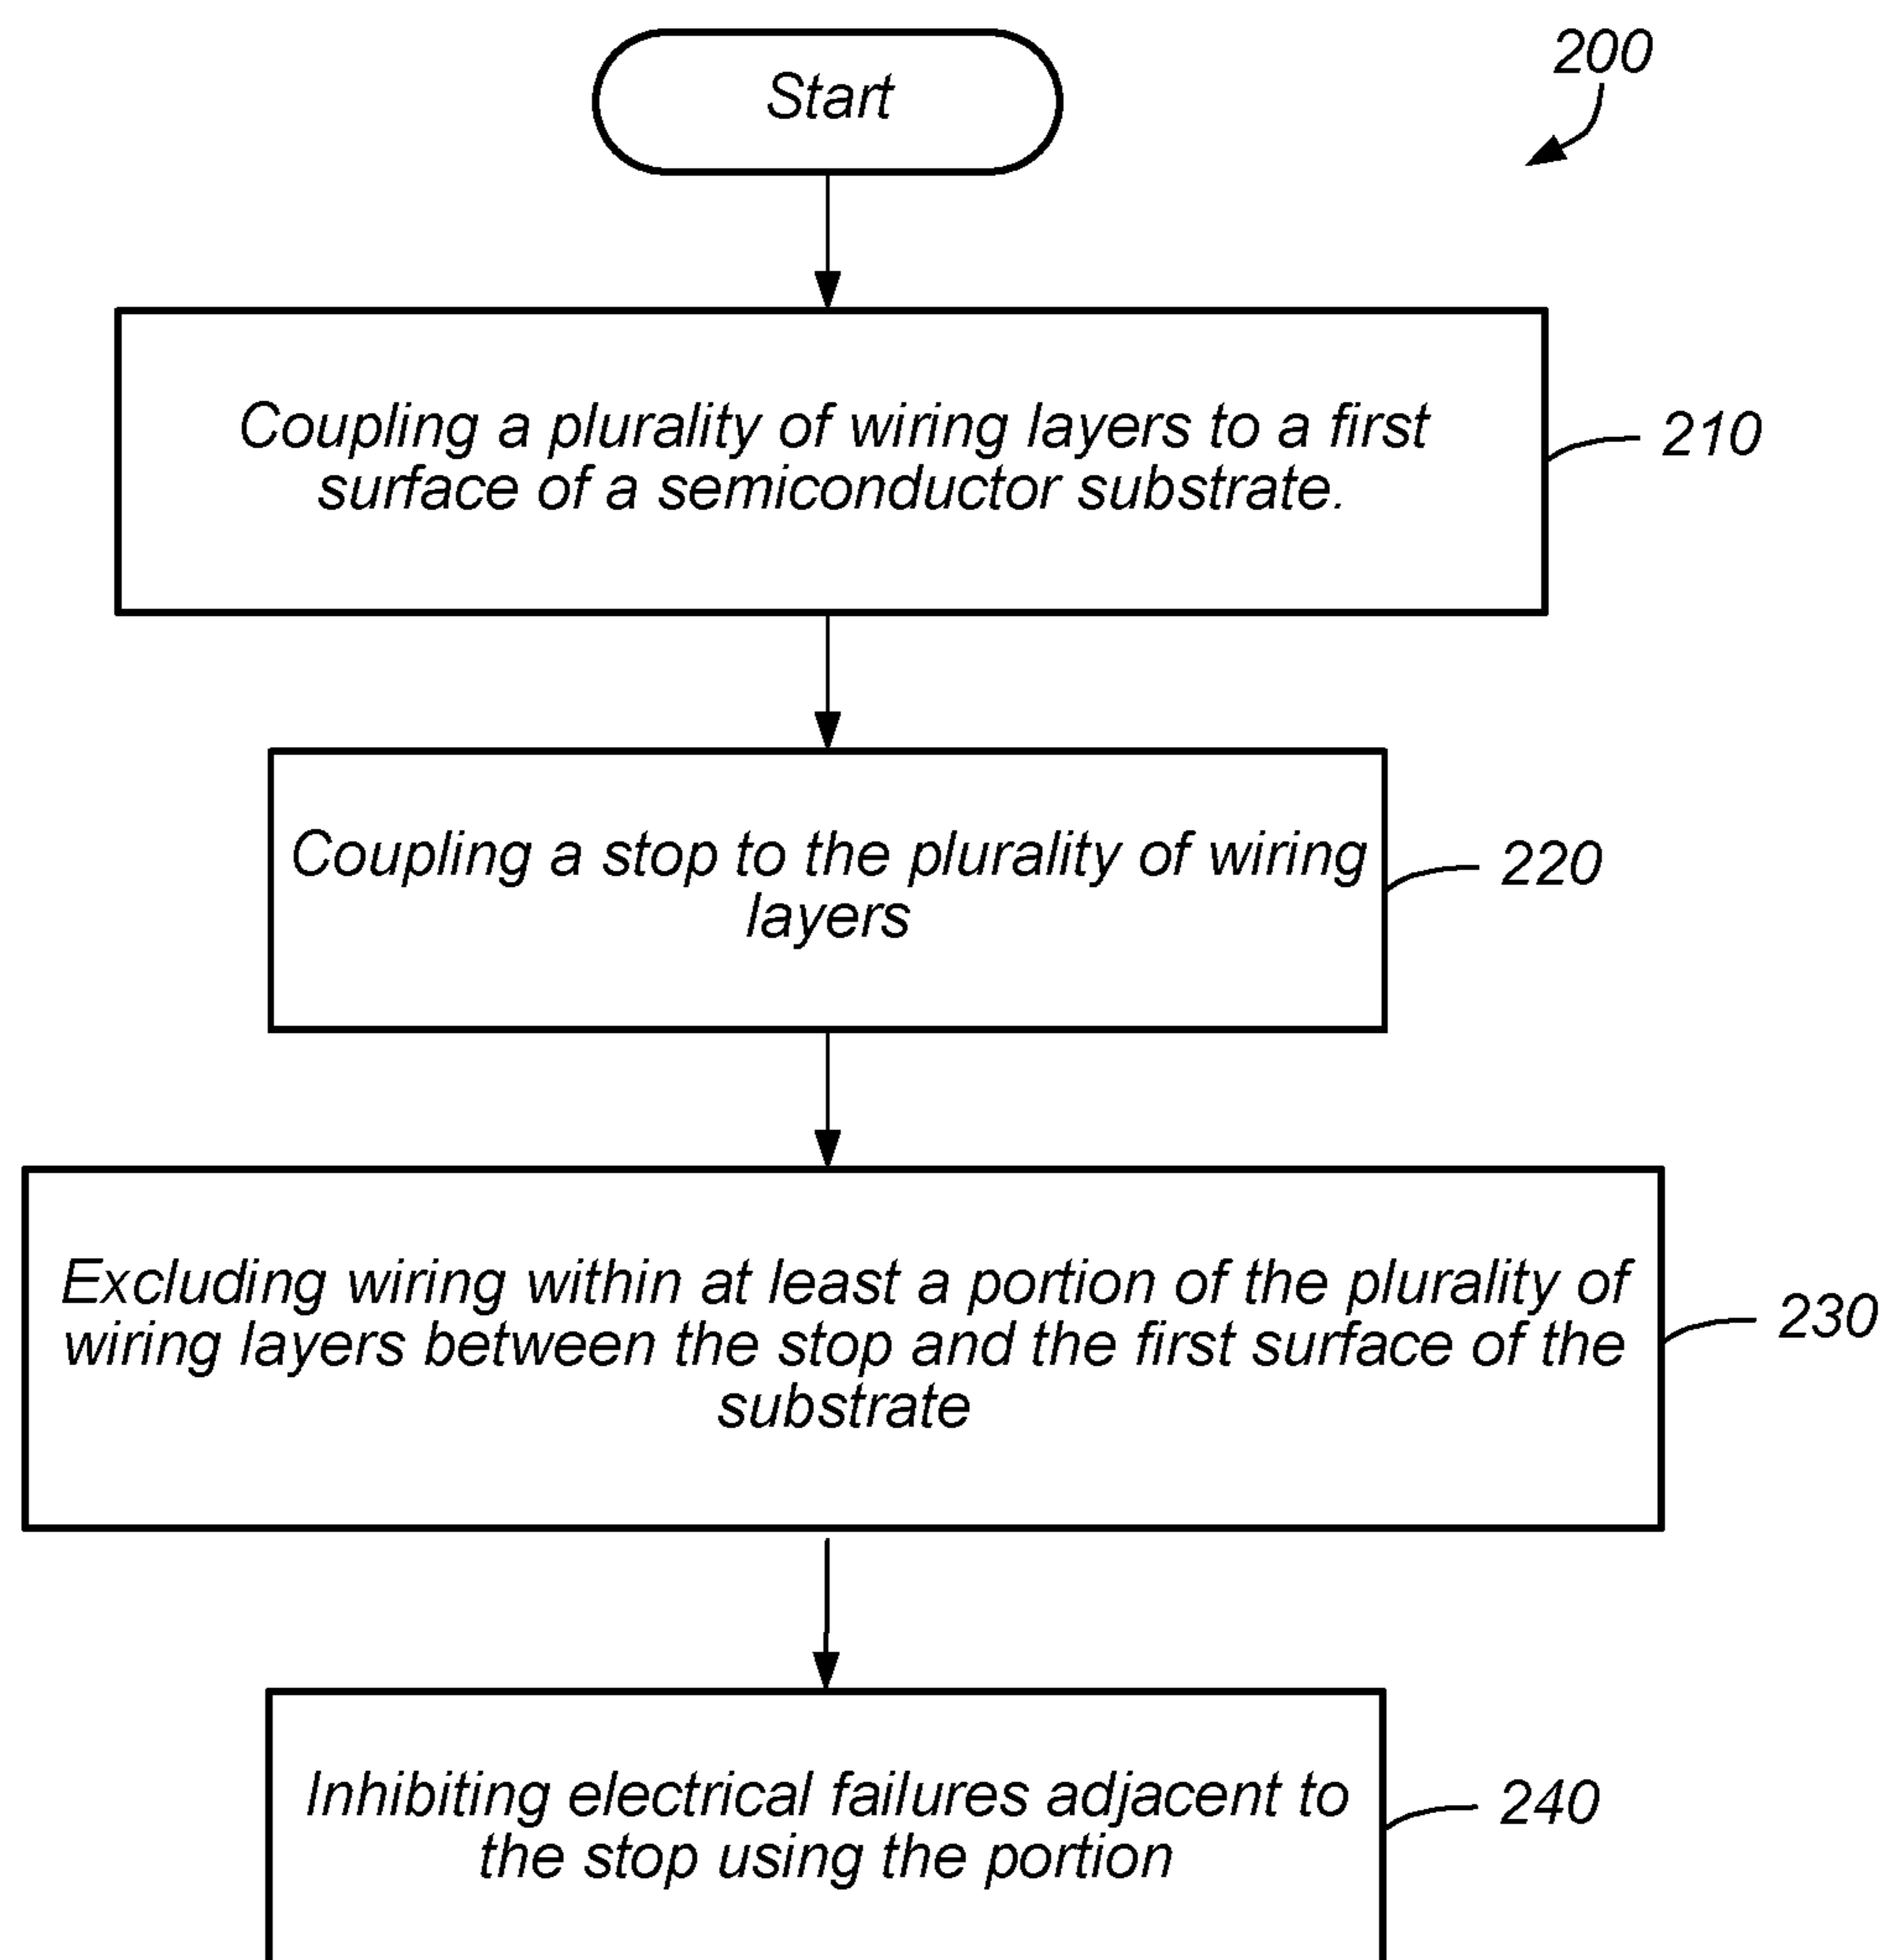 Start
200
Coupling a plurality of wiring layers to a first
surface of a semiconductor substrate.
210
Coupling a stop to the plurality of wiring
layers
220
Excluding wiring within at least a portion of the plurality of
wiring layers between the stop and the first surface of the
substrate
230
Inhibiting electrical failures adjacent to
the stop using the portion
240